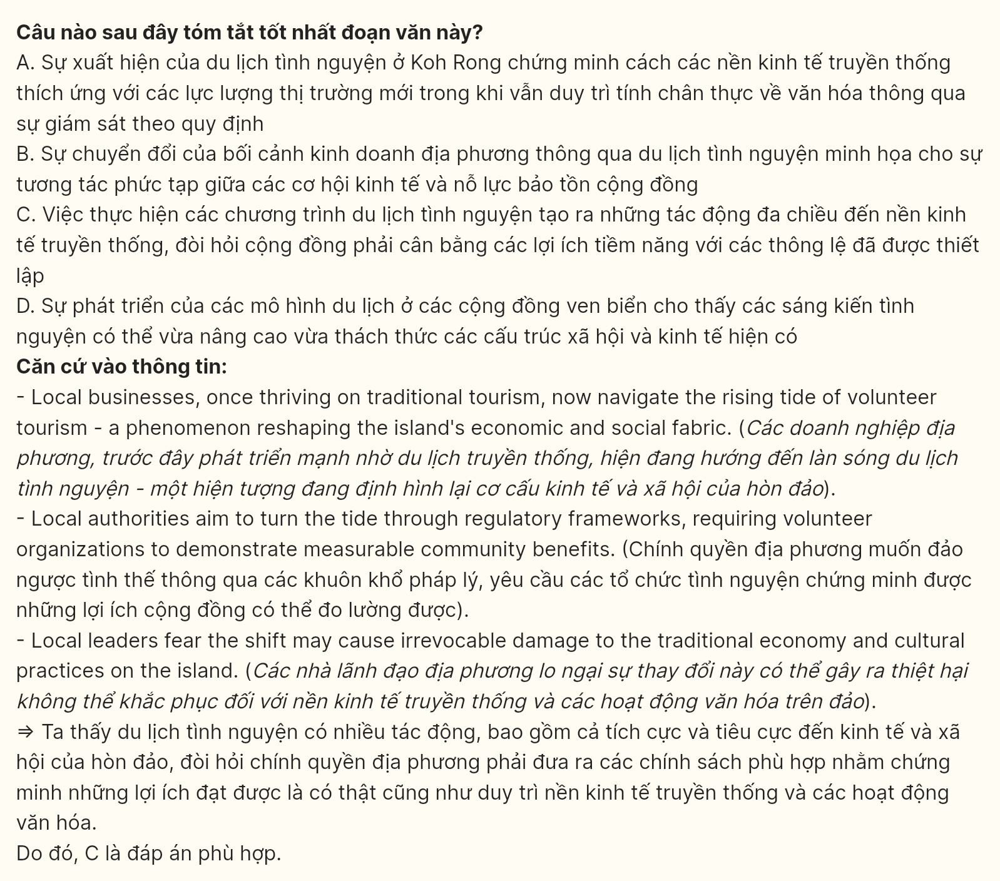 Câu nào sau đây tóm tắt tốt nhất đoạn văn này?
A. Sự xuất hiện của du lịch tình nguyện ở Koh Rong chứng minh cách các nền kinh tế truyền thống
thích ứng với các lực lượng thị trường mới trong khi vẫn duy trì tính chân thực về văn hóa thông qua
sự giám sát theo quy định
B. Sự chuyển đổi của bối cảnh kinh doanh địa phương thông qua du lịch tình nguyện minh họa cho sự
tương tác phức tạp giữa các cơ hội kinh tế và nỗ lực bảo tồn cộng đồng
C. Việc thực hiện các chương trình du lịch tình nguyện tạo ra những tác động đa chiều đến nền kinh
tế truyền thống, đòi hỏi cộng đồng phải cân bằng các lợi ích tiềm năng với các thông lệ đã được thiết
lập
D. Sự phát triển của các mô hình du lịch ở các cộng đồng ven biển cho thấy các sáng kiến tình
nguyện có thể vừa nâng cao vừa thách thức các cấu trúc xã hội và kinh tế hiện có
Căn cứ vào thông tin:
- Local businesses, once thriving on traditional tourism, now navigate the rising tide of volunteer
tourism - a phenomenon reshaping the island's economic and social fabric. (Các doanh nghiệp địa
phương, trước đây phát triển mạnh nhờ du lịch truyền thống, hiện đang hướng đến làn sóng du lịch
tình nguyện - một hiện tượng đang định hình lại cơ cấu kinh tế và xã hội của hòn đảo).
- Local authorities aim to turn the tide through regulatory frameworks, requiring volunteer
organizations to demonstrate measurable community benefits. (Chính quyền địa phương muốn đảo
ngược tình thế thông qua các khuôn khổ pháp lý, yêu cầu các tổ chức tình nguyện chứng minh được
những lợi ích cộng đồng có thể đo lường được).
- Local leaders fear the shift may cause irrevocable damage to the traditional economy and cultural
practices on the island. (Các nhà lãnh đạo địa phương lo ngại sự thay đổi này có thể gây ra thiệt hại
không thể khắc phục đối với nền kinh tế truyền thống và các hoạt động văn hóa trên đảo).
⇒ Ta thấy du lịch tình nguyện có nhiều tác động, bao gồm cả tích cực và tiêu cực đến kinh tế và xã
hội của hòn đảo, đòi hỏi chính quyền địa phương phải đưa ra các chính sách phù hợp nhằm chứng
minh những lợi ích đạt được là có thật cũng như duy trì nền kinh tế truyền thống và các hoạt động
văn hóa.
Do đó, C là đáp án phù hợp.